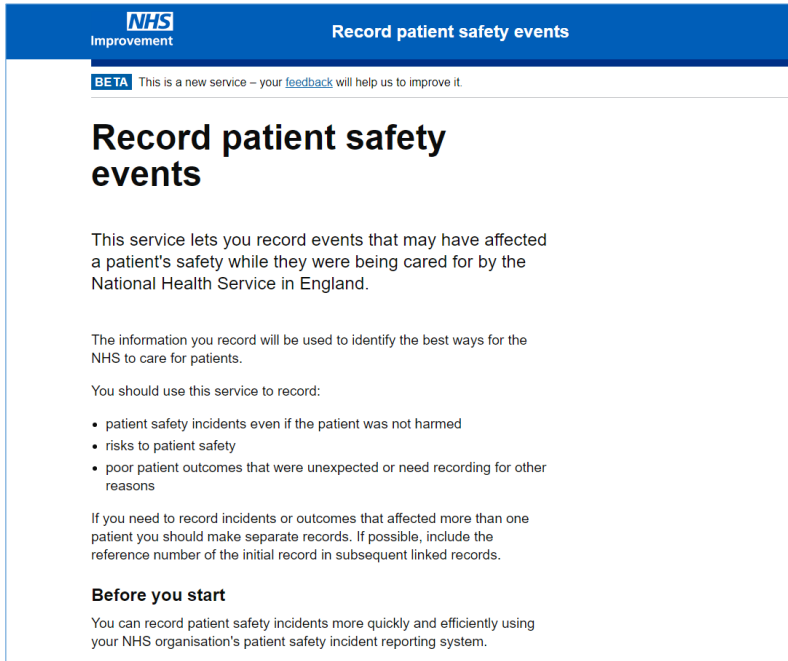 NHS
Improvement
Record patient safety events
BETA This is a new service – your feedback will help us to improve it.
Record patient safety
events
This service lets you record events that may have affected
a patient's safety while they were being cared for by the
National Health Service in England.
The information you record will be used to identify the best ways for the
NHS to care for patients.
You should use this service to record:
• patient safety incidents even if the patient was not harmed
• risks to patient safety
• poor patient outcomes that were unexpected or need recording for other
reasons
If you need to record incidents or outcomes that affected more than one
patient you should make separate records. If possible, include the
reference number of the initial record in subsequent linked records.
Before you start
You can record patient safety incidents more quickly and efficiently using
your NHS organisation's patient safety incident reporting system.